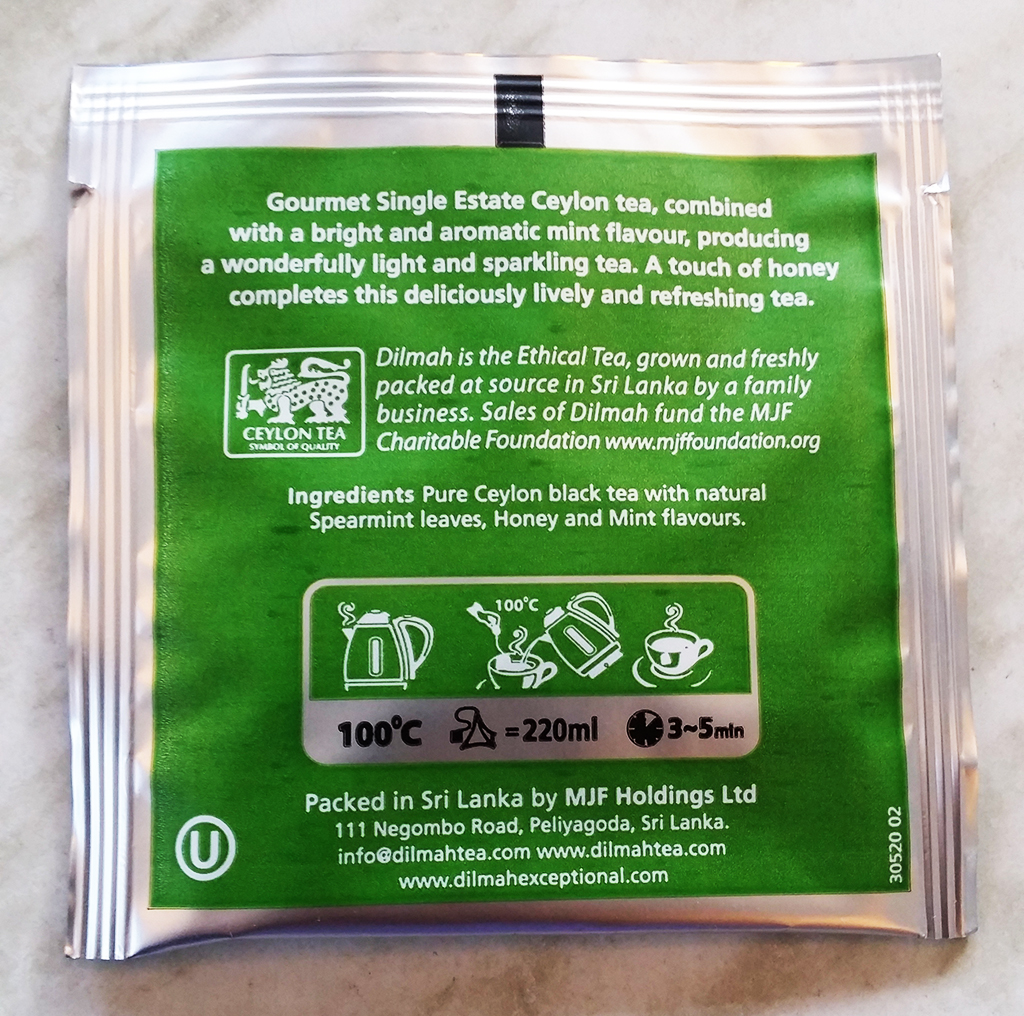 Gourmet Single Estate Ceylon tea, combined
with a bright and aromatic mint flavour, producing
a wonderfully light and sparkling tea. A touch of honey
completes this deliciously lively and refreshing tea.
CEYLON TEA
SYMBOL OF QUALITY
Dilmah is the Ethical Tea, grown and freshly
packed at source in Sri Lanka by a family
business. Sales of Dilmah fund the MJF
Charitable Foundation www.mjffoundation.org
Ingredients Pure Ceylon black tea with natural
Spearmint leaves, Honey and Mint flavours.
100°C
100°C =220ml 3~5min
Packed in Sri Lanka by MJF Holdings Ltd
111 Negombo Road, Peliyagoda, Sri Lanka.
info@dilmahtea.com www.dilmahtea.com
www.dilmahexceptional.com
U
30520 02